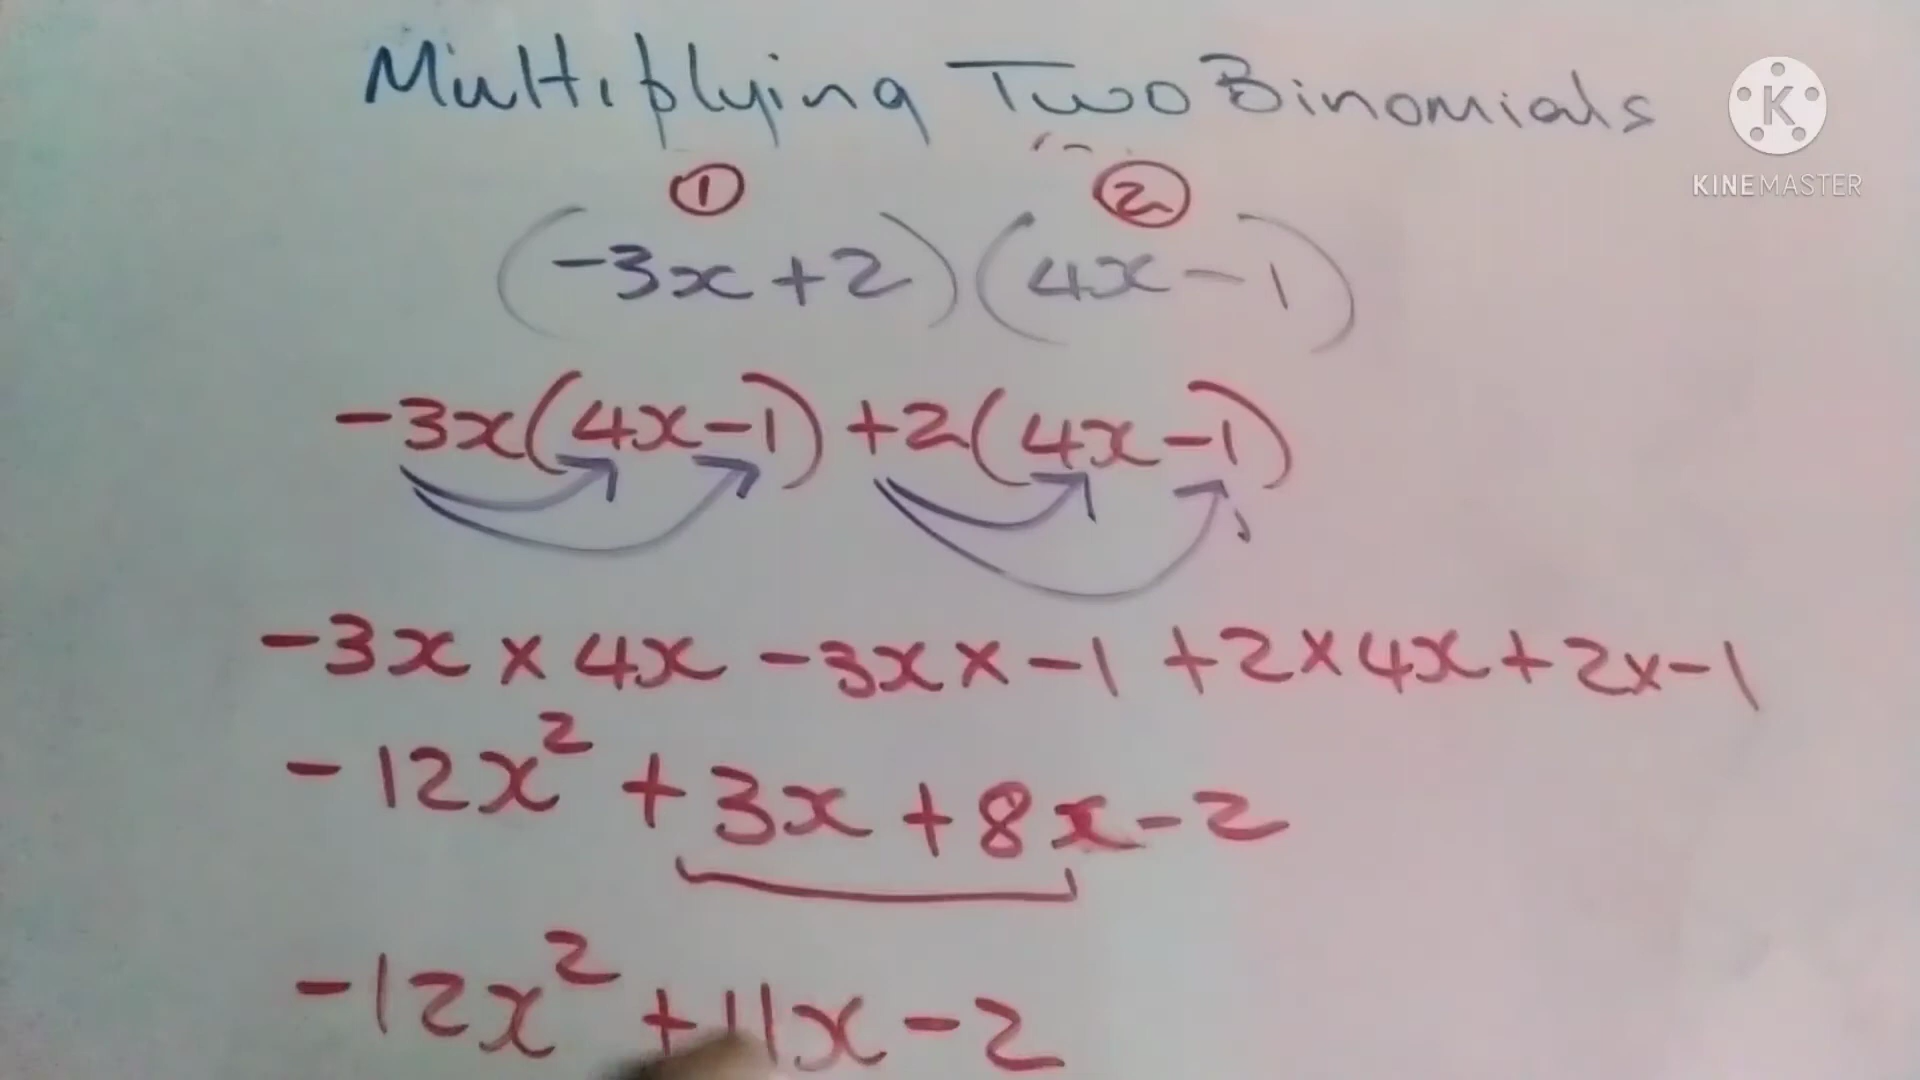 Multiplying Two Binomials
K
KINEMASTER
① ②
(-3x+2)(4x-1)
-3x(4x-1)+2(4x-1)
-3x × 4x -3x × -1 +2×4x+2x-1
-12x² +3x+8x-2
-12x² +11x-2